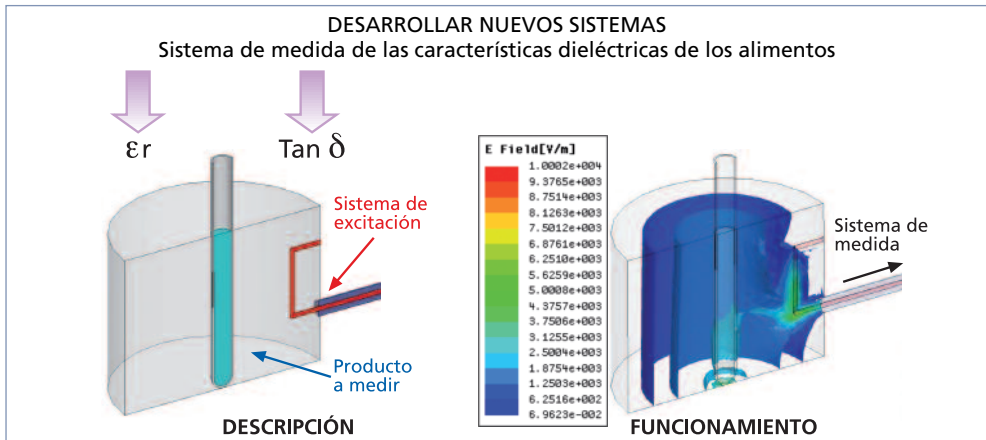 DESARROLLAR NUEVOS SISTEMAS
Sistema de medida de las características dieléctricas de los alimentos
εr
Tan δ
Sistema de
excitación
Producto
a medir
DESCRIPCIÓN
E Field[V/m]
1.0002e+004
9.3765e+003
8.7514e+003
8.1263e+003
7.5012e+003
6.8761e+003
6.2510e+003
5.6259e+003
5.0008e+003
4.3757e+003
3.7506e+003
3.1255e+003
2.5004e+003
1.8754e+003
1.2503e+003
6.2516e+002
6.9623e-002
Sistema de
medida
FUNCIONAMIENTO